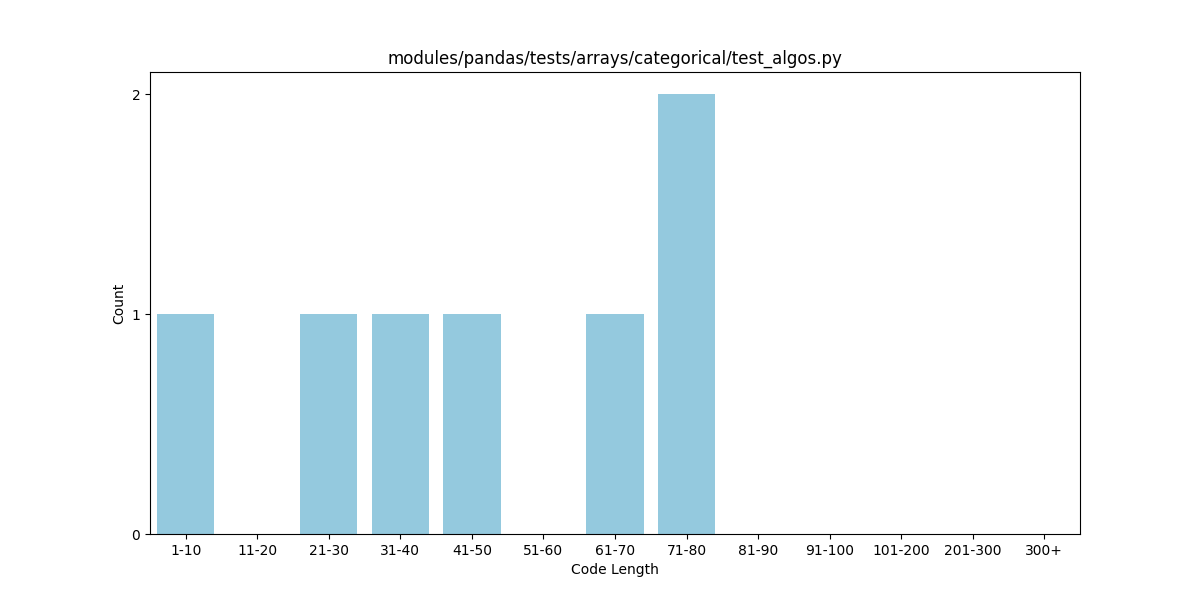 modules/pandas/tests/arrays/categorical/test_algos.py
Count
2
1
0
1-10 11-20 21-30 31-40 41-50 51-60 61-70 71-80 81-90 91-100 101-200 201-300 300+
Code Length